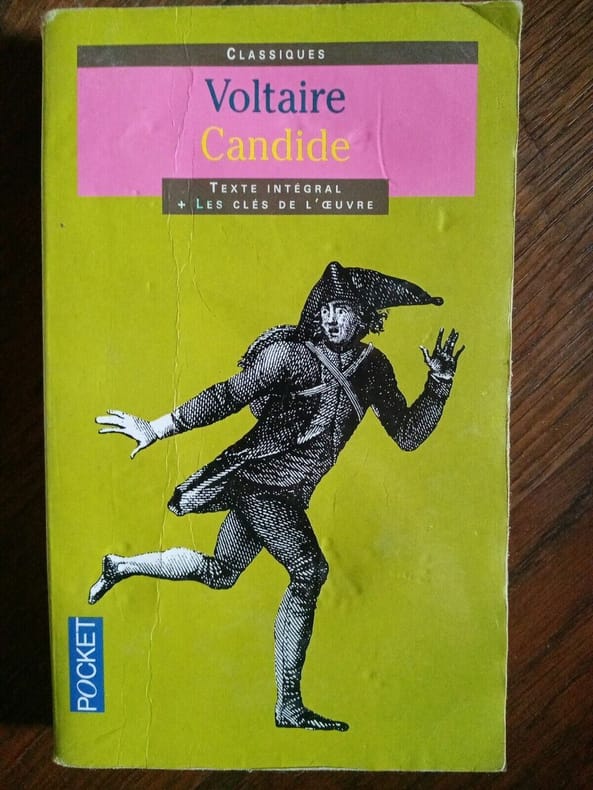 CLASSIQUES
Voltaire
Candide
TEXTE INTÉGRAL
+ LES CLÉS DE L'ŒUVRE
POCKET